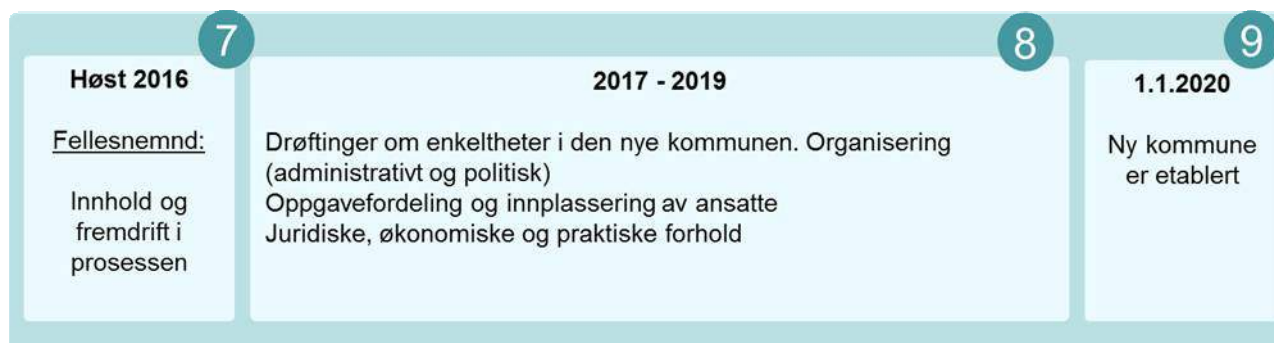 7
Høst 2016
Fellesnemnd:
Innhold og
fremdrift i
prosessen
8
2017 - 2019
Drøftinger om enkeltheter i den nye kommunen. Organisering
(administrativt og politisk)
Oppgavefordeling og innplassering av ansatte
Juridiske, økonomiske og praktiske forhold
9
1.1.2020
Ny kommune
er etablert